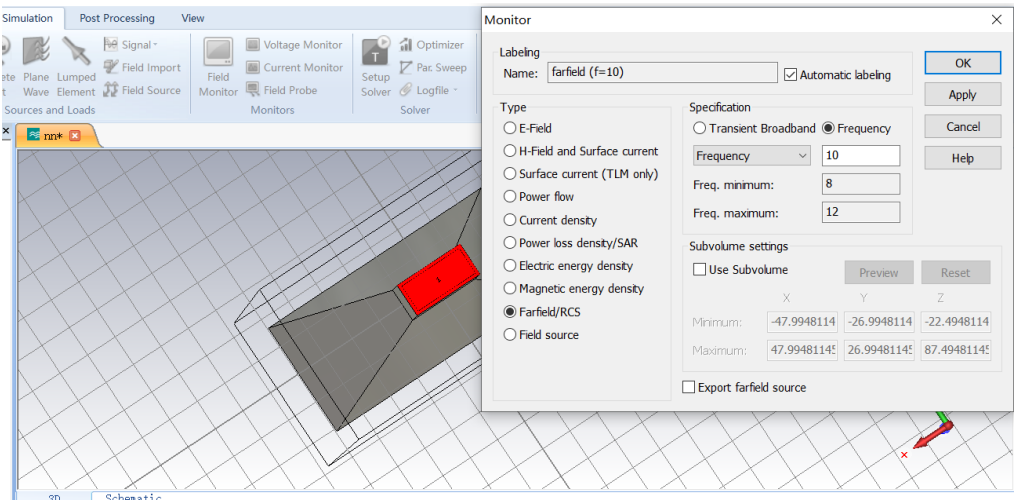 Simulation Post Processing View
Signal
Field Import
Field Source
Plane Wave
Lumped Element
Sources and Loads
Field Monitor
Voltage Monitor
Current Monitor
Field Probe
Monitors
Setup Solver
Optimizer
Par. Sweep
Logfile
Solver
nn*
1
x
3D Schematic
Monitor
Labeling
Name: farfield (f=10) Automatic labeling
Type
E-Field
H-Field and Surface current
Surface current (TLM only)
Power flow
Current density
Power loss density/SAR
Electric energy density
Magnetic energy density
Farfield/RCS
Field source
Specification
Transient Broadband Frequency
Frequency 10
Freq. minimum: 8
Freq. maximum: 12
Subvolume settings
Use Subvolume Preview Reset
X Y Z
Minimum: -47.9948114 -26.9948114 -22.4948114
Maximum: 47.99481145 26.99481145 87.49481145
Export farfield source
OK
Apply
Cancel
Help